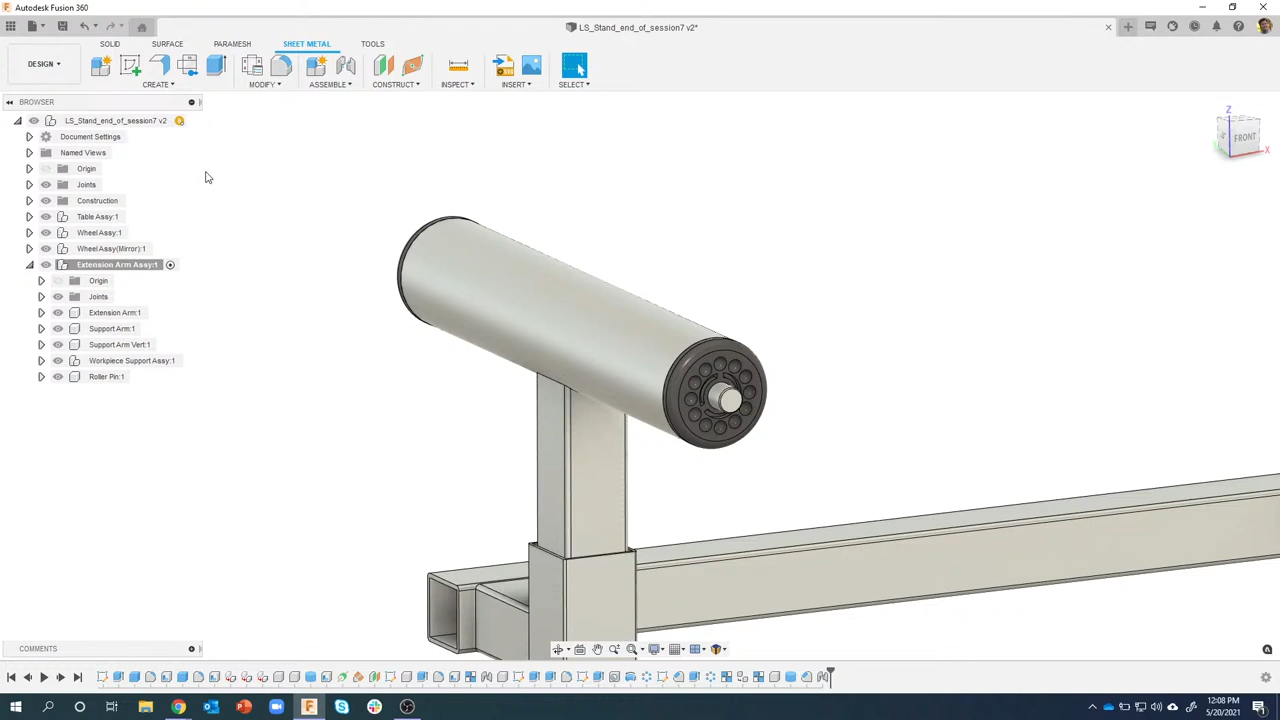 Autodesk Fusion 360
LS_Stand_end_of_session7 v2*
DESIGN
SOLID SURFACE PARAMESH SHEET METAL TOOLS
CREATE MODIFY ASSEMBLE CONSTRUCT INSPECT INSERT SELECT
BROWSER
LS_Stand_end_of_session7 v2
Document Settings
Named Views
Origin
Joints
Construction
Table Assy:1
Wheel Assy:1
Wheel Assy(Mirror):1
Extension Arm Assy:1
Origin
Joints
Extension Arm:1
Support Arm:1
Support Arm Vert:1
Workpiece Support Assy:1
Roller Pin:1
Z
FRONT
X
COMMENTS
12:08 PM
5/20/2021